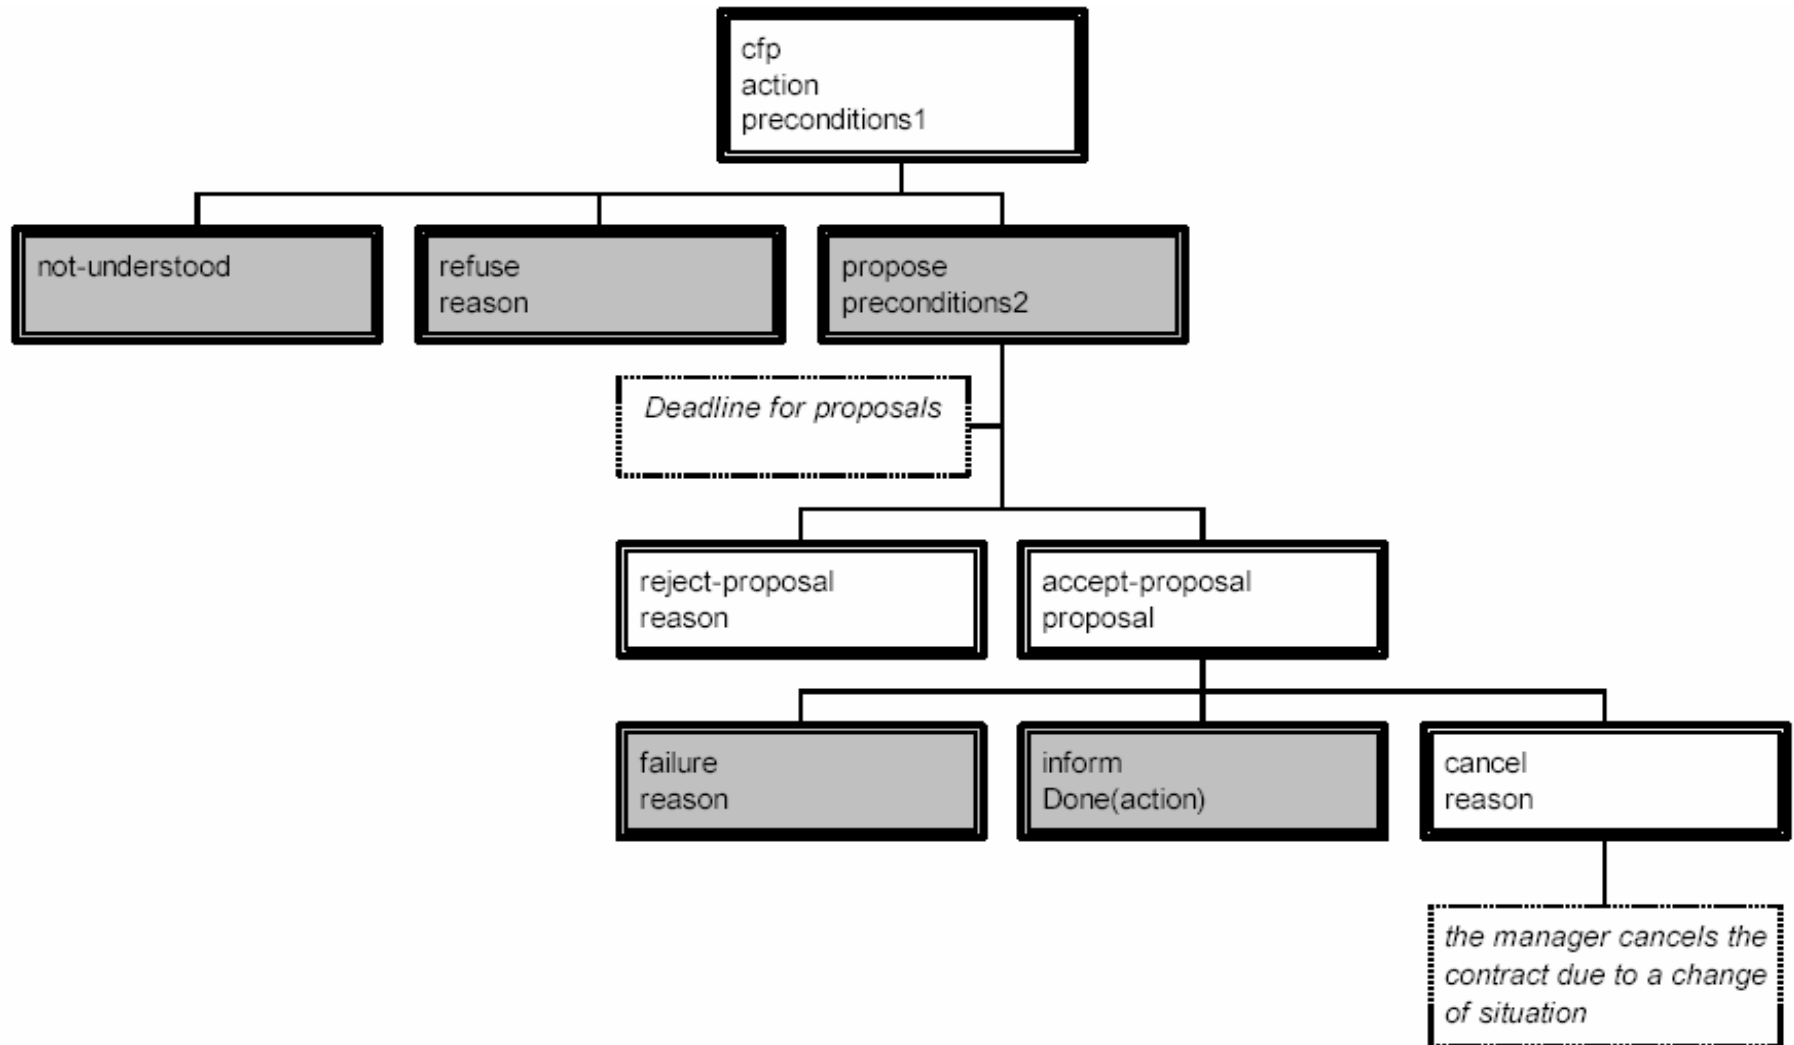 cfp
action
preconditions1
not-understood
refuse
reason
propose
preconditions2
Deadline for proposals
reject-proposal
reason
accept-proposal
proposal
failure
reason
inform
Done(action)
cancel
reason
the manager cancels the
contract due to a change
of situation